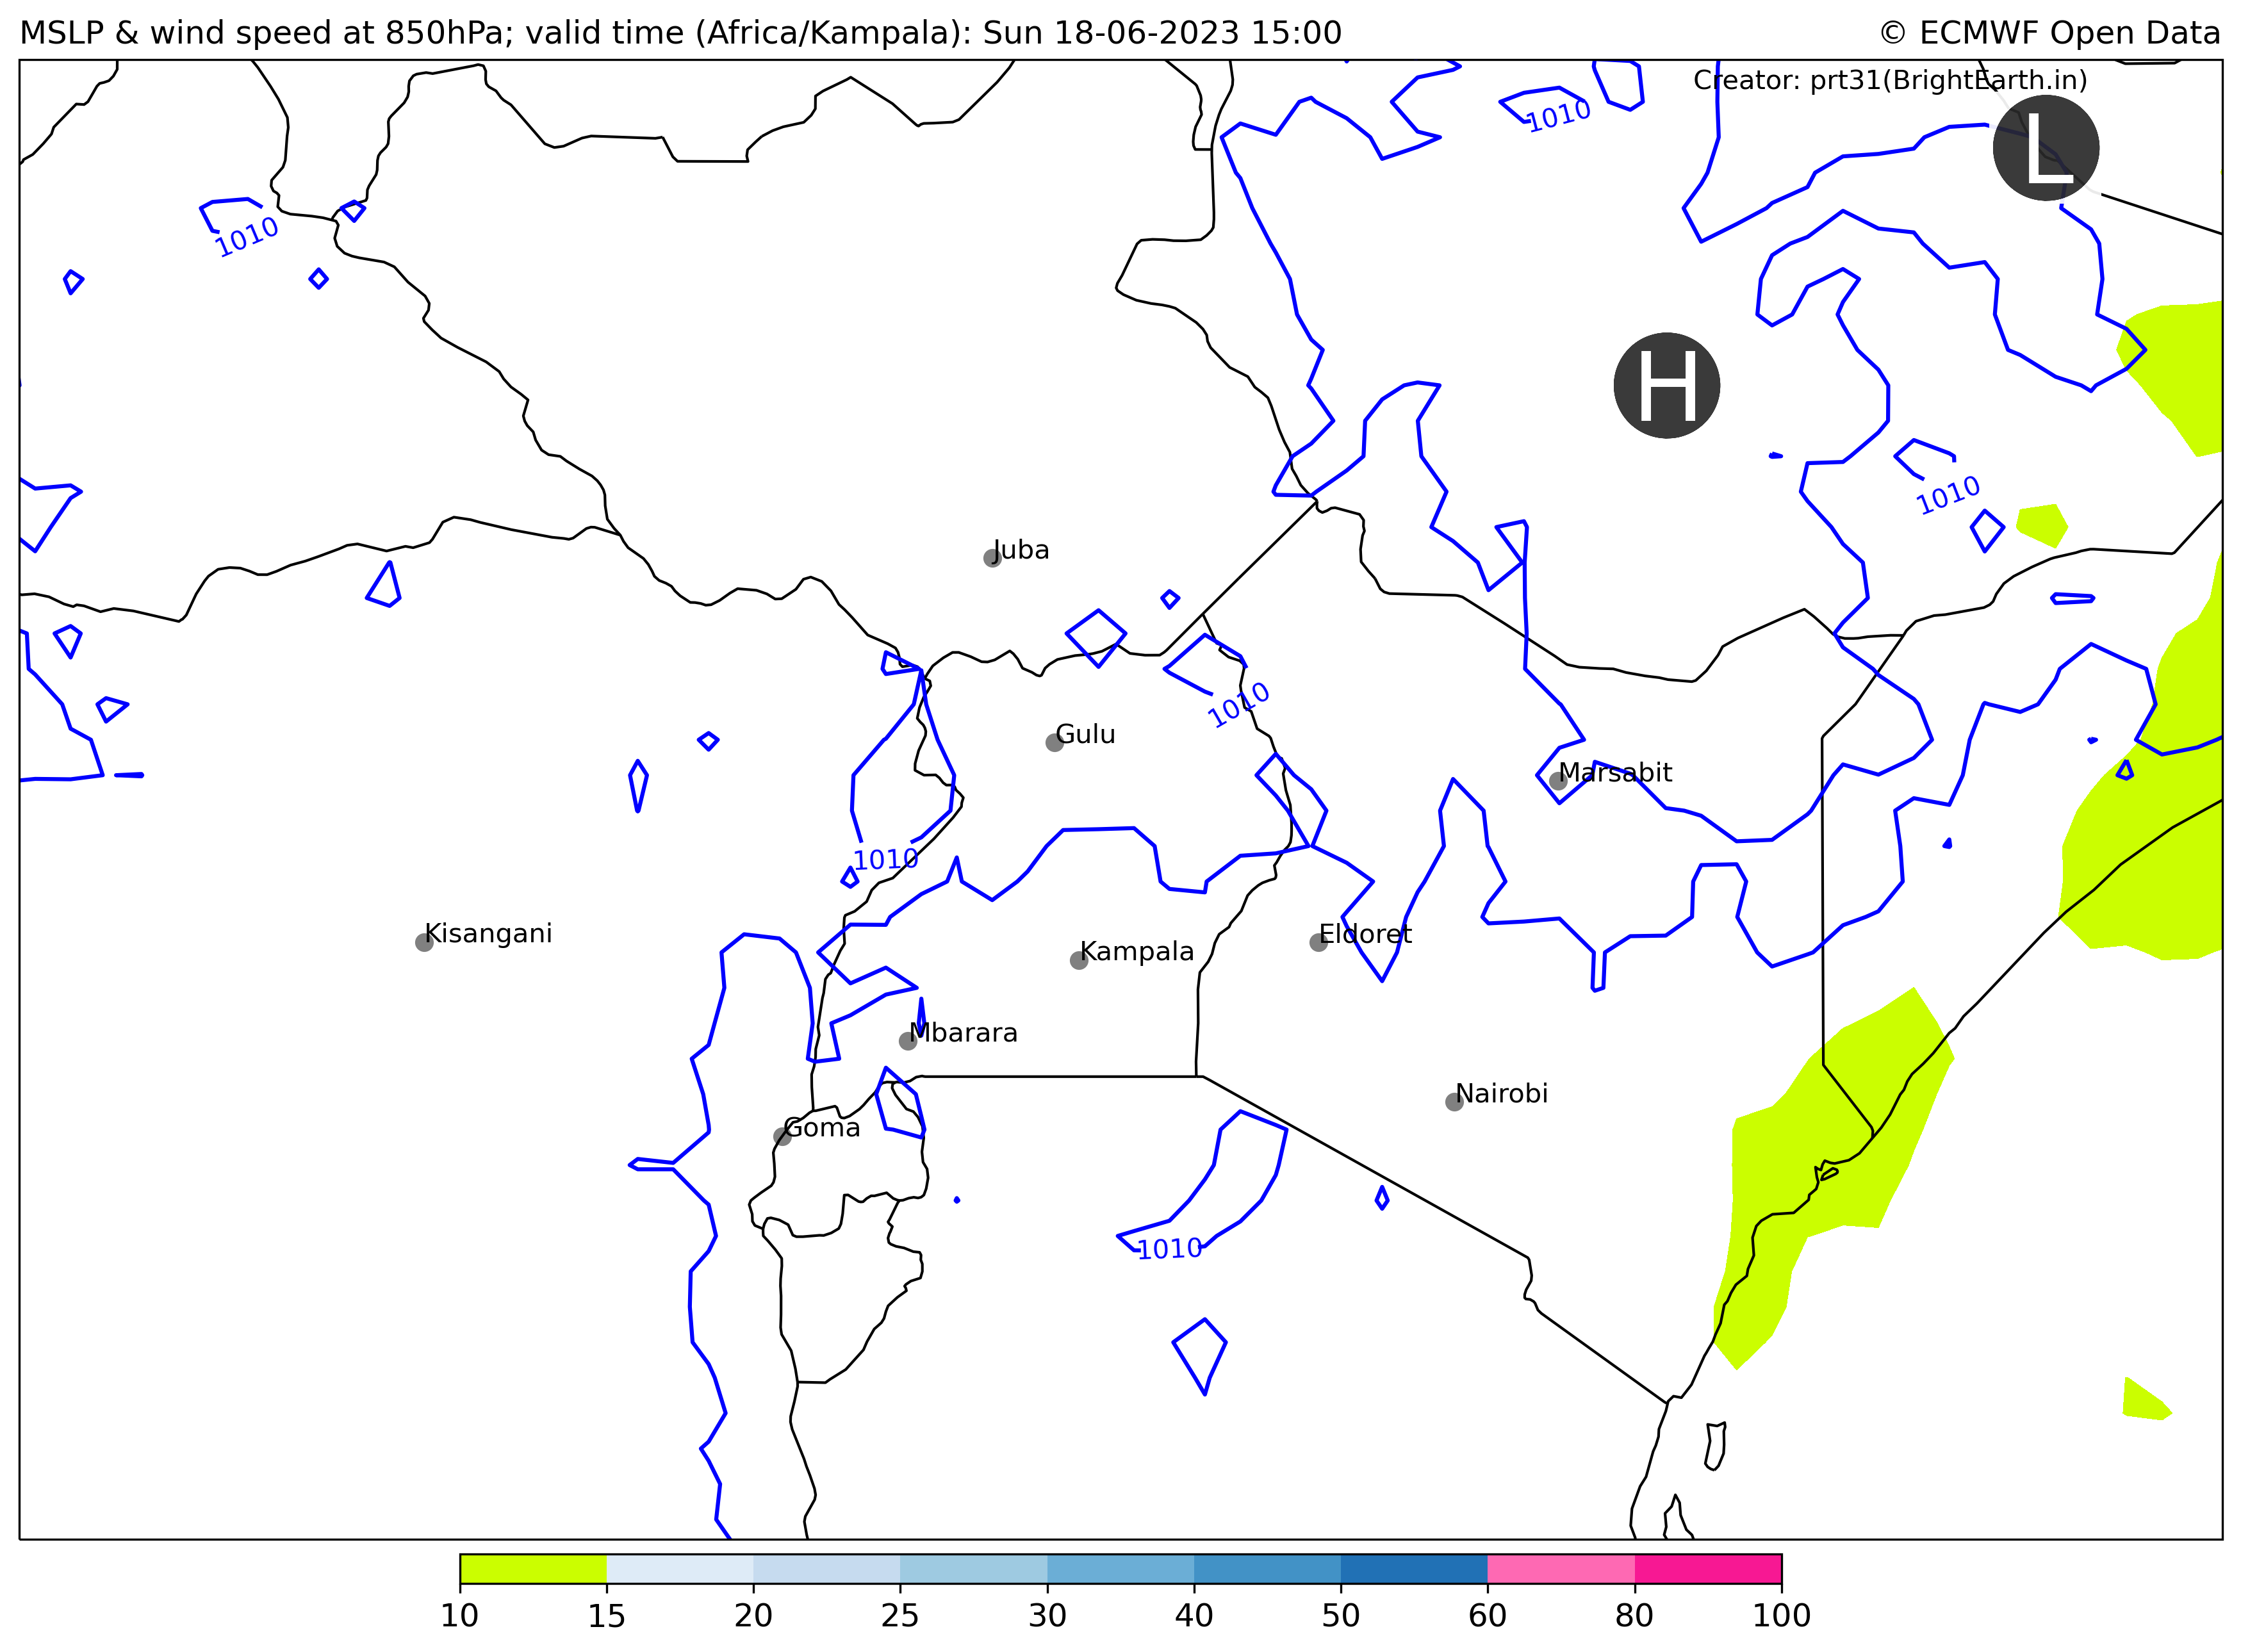 MSLP & wind speed at 850hPa; valid time (Africa/Kampala): Sun 18-06-2023 15:00
© ECMWF Open Data
Creator: prt31(BrightEarth.in)
1010
L
1010
H
1010
Juba
1010
Gulu
Marsabit
1010
Kisangani
Eldoret
Kampala
Mbarara
Nairobi
Goma
1010
10 15 20 25 30 40 50 60 80 100